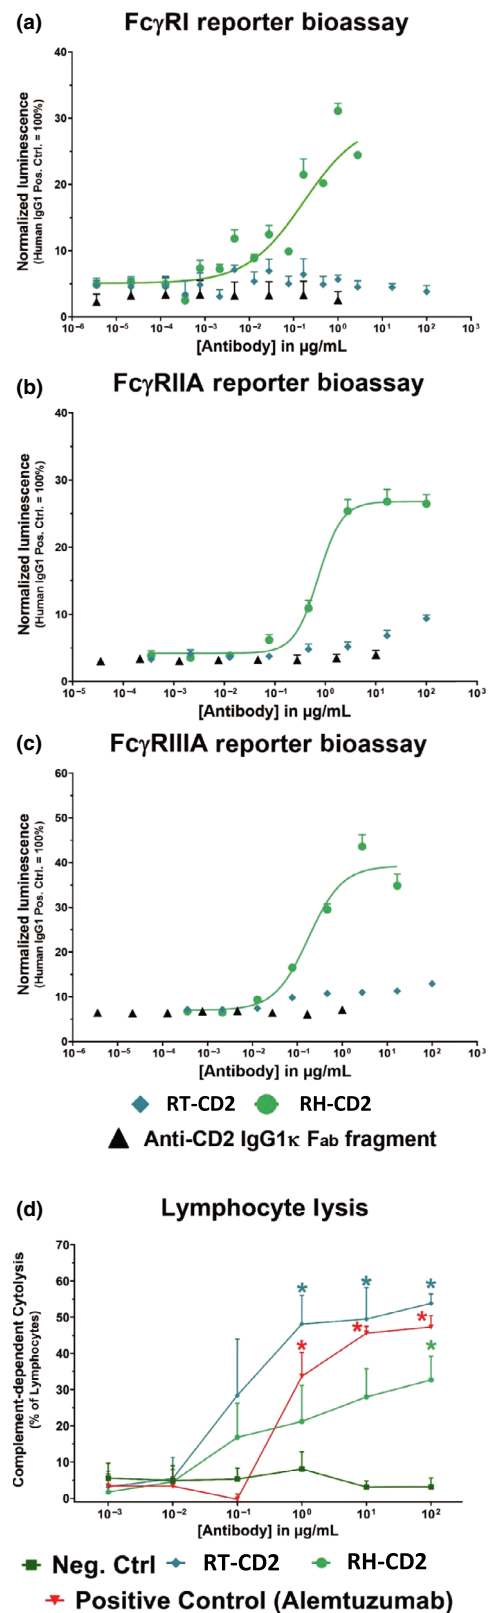 (a) FcγRI reporter bioassay
Normalized luminescence
(Human IgG1 Pos. Ctrl. = 100%)
40
30
20
10
0
10⁻⁶ 10⁻⁵ 10⁻⁴ 10⁻³ 10⁻² 10⁻¹ 10⁰ 10¹ 10² 10³
[Antibody] in µg/mL
(b) FcγRIIA reporter bioassay
Normalized luminescence
(Human IgG1 Pos. Ctrl. = 100%)
40
30
20
10
0
10⁻⁵ 10⁻⁴ 10⁻³ 10⁻² 10⁻¹ 10⁰ 10¹ 10² 10³
[Antibody] in µg/mL
(c) FcγRIIIA reporter bioassay
Normalized luminescence
(Human IgG1 Pos. Ctrl. = 100%)
60
50
40
30
20
10
0
10⁻⁶ 10⁻⁵ 10⁻⁴ 10⁻³ 10⁻² 10⁻¹ 10⁰ 10¹ 10² 10³
[Antibody] in µg/mL
RT-CD2 RH-CD2
Anti-CD2 IgG1κ Fab fragment
(d) Lymphocyte lysis
Complement-dependent Cytolysis
(% of Lymphocytes)
70
60
50
40
30
20
10
0
10⁻³ 10⁻² 10⁻¹ 10⁰ 10¹ 10²
* * *
* * *
*
[Antibody] in µg/mL
Neg. Ctrl RT-CD2 RH-CD2
Positive Control (Alemtuzumab)